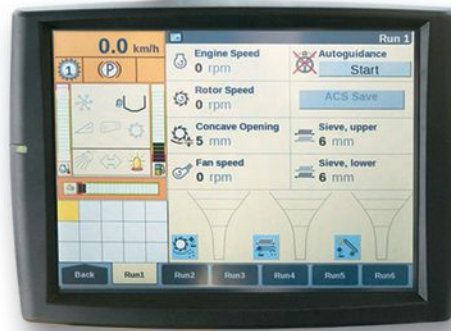 Run 1
0.0 km/h
1
(P)
Engine Speed
0 rpm
Autoguidance
Start
Rotor Speed
0 rpm
ACS Save
Concave Opening
5 mm
Sieve, upper
6 mm
Fan speed
0 rpm
Sieve, lower
6 mm
Back
Run1
Run2
Run3
Run4
Run5
Run6